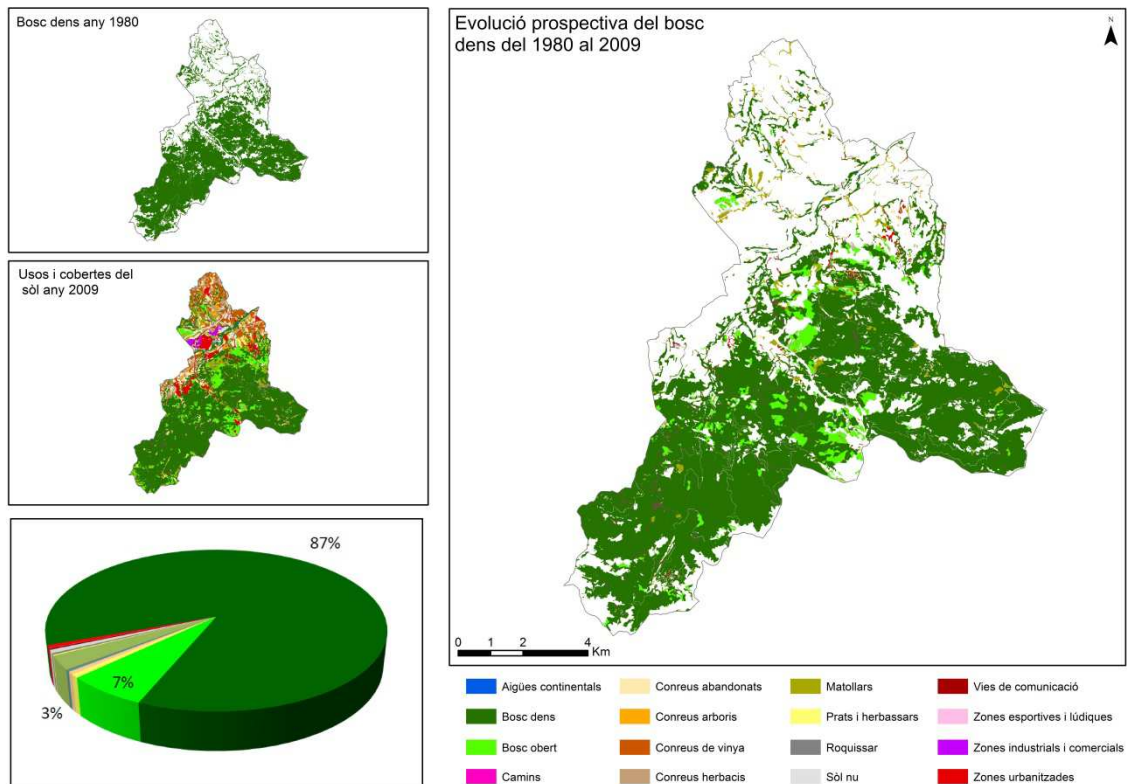 Bosc dens any 1980
Usos i cobertes del
sòl any 2009
87%
7%
3%
Evolució prospectiva del bosc
dens del 1980 al 2009
N
0 1 2 4
Km
Aigües continentals
Bosc dens
Bosc obert
Camins
Conreus abandonats
Conreus arboris
Conreus de vinya
Conreus herbacis
Matollars
Prats i herbassars
Roquissar
Sòl nu
Vies de comunicació
Zones esportives i lúdiques
Zones industrials i comercials
Zones urbanitzades